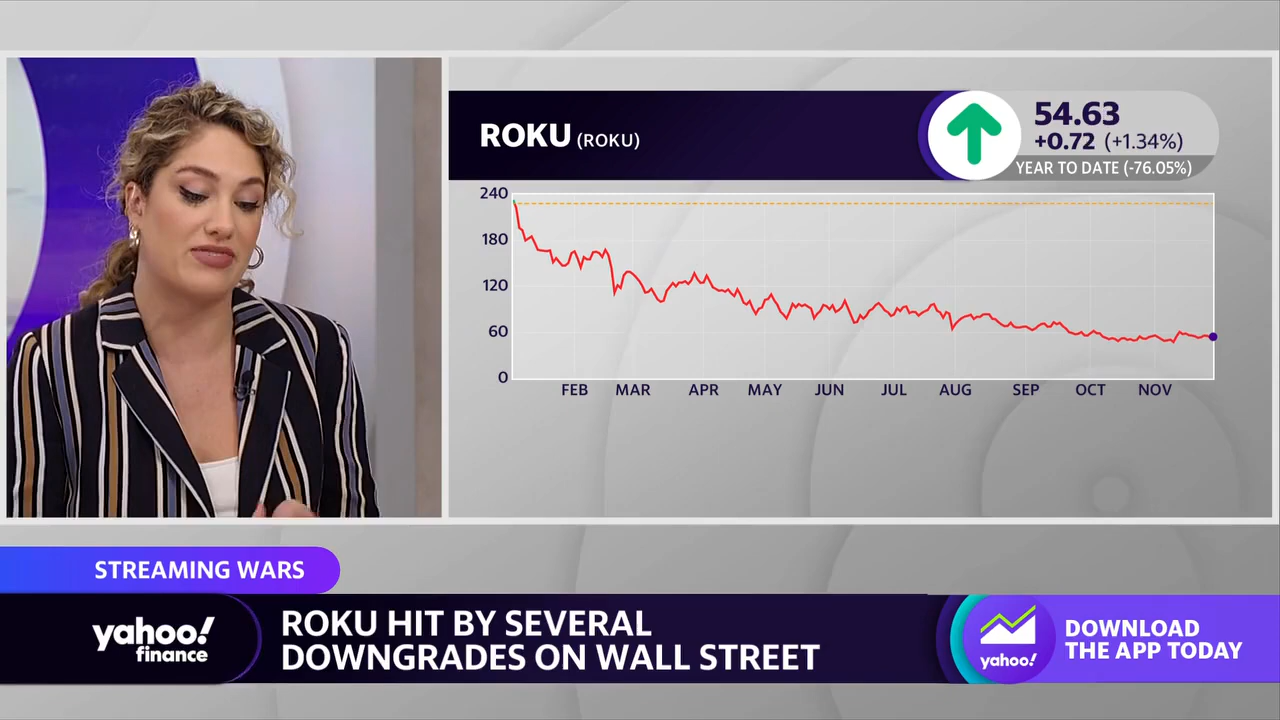 ROKU (ROKU)
54.63
+0.72 (+1.34%)
YEAR TO DATE (-76.05%)
240
180
120
60
0
FEB MAR APR MAY JUN JUL AUG SEP OCT NOV
STREAMING WARS
yahoo!
finance
ROKU HIT BY SEVERAL
DOWNGRADES ON WALL STREET
yahoo!
DOWNLOAD
THE APP TODAY